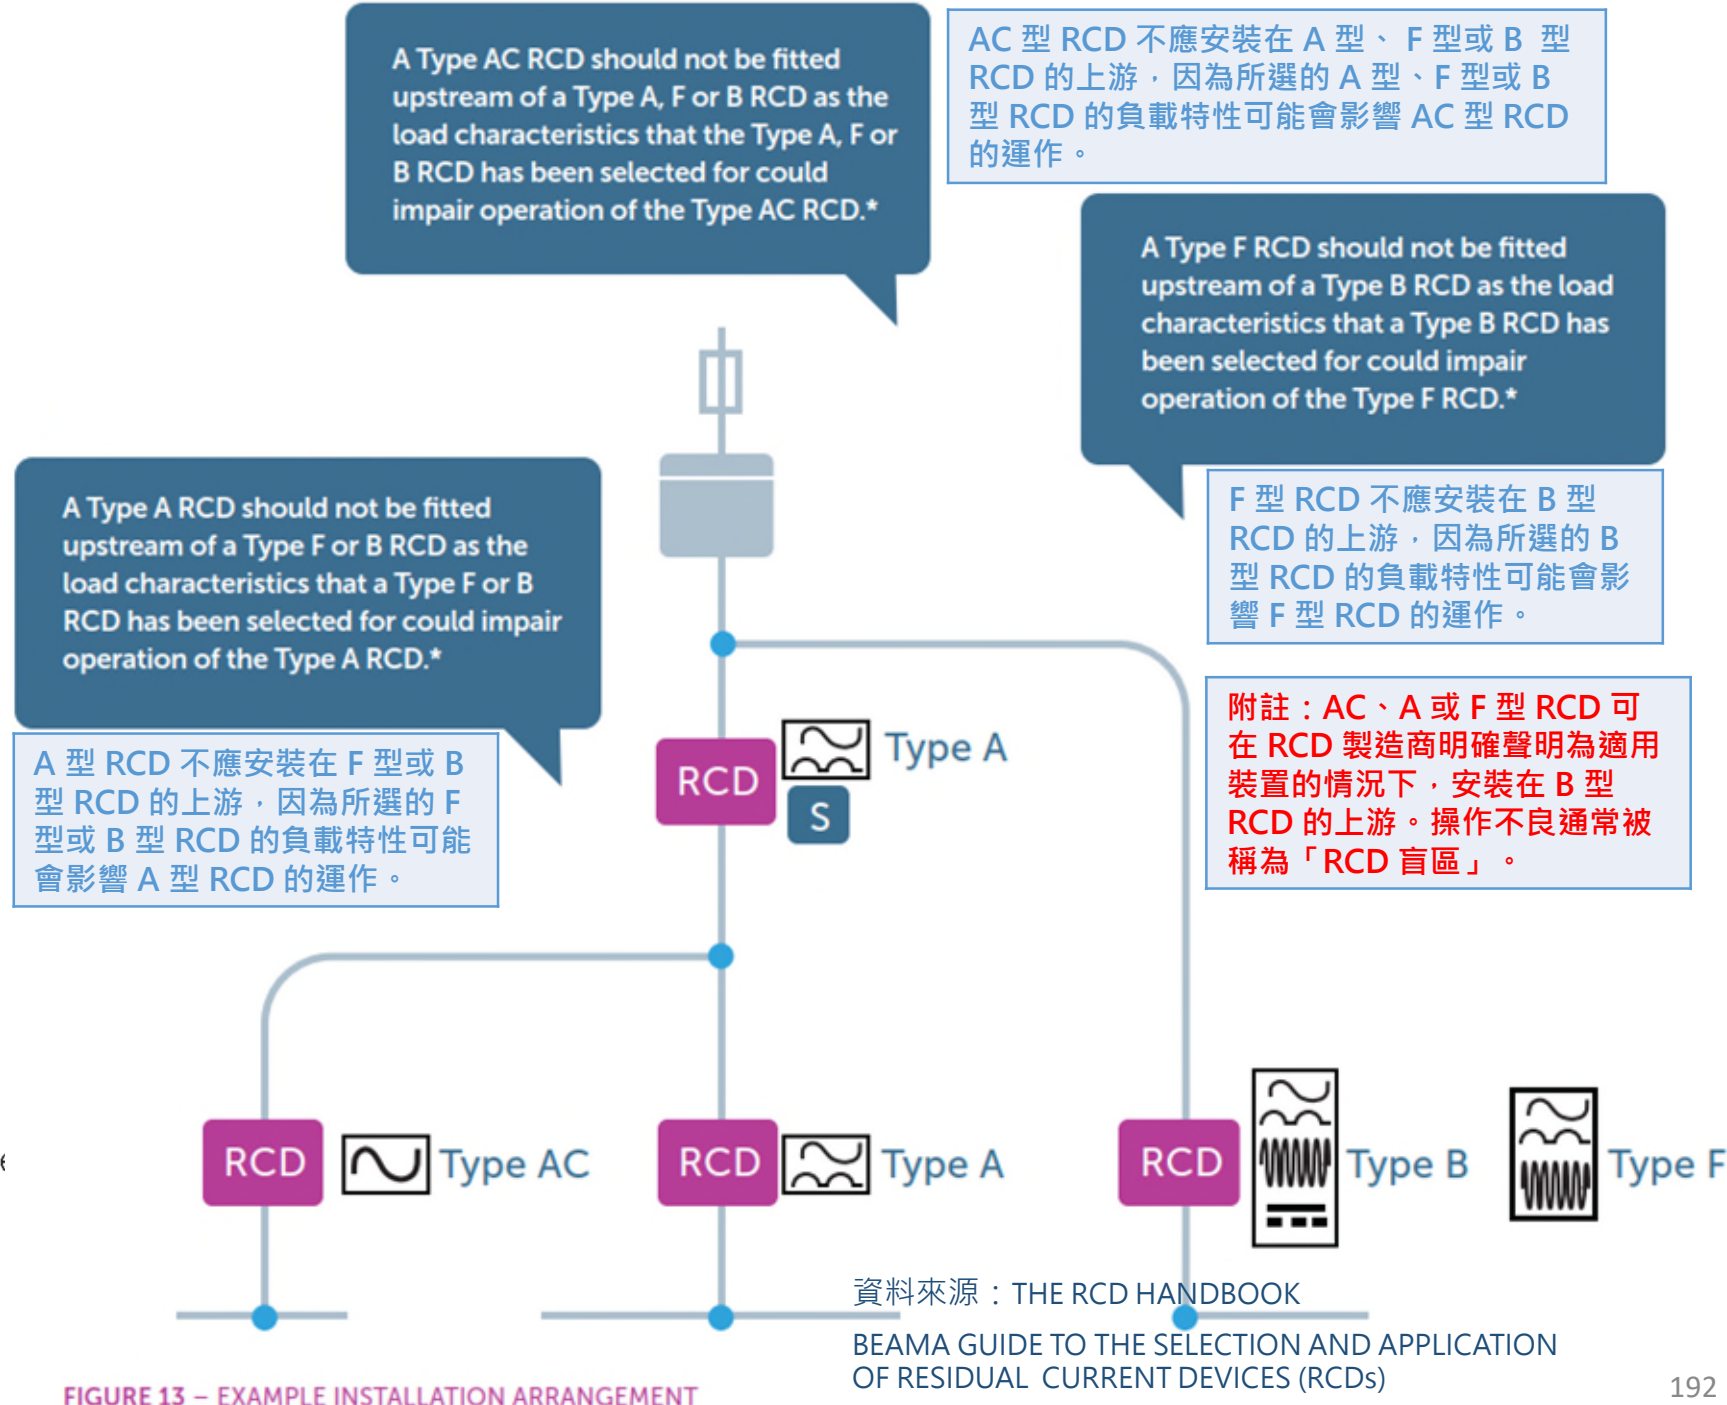 A Type AC RCD should not be fitted
upstream of a Type A, F or B RCD as the
load characteristics that the Type A, F or
B RCD has been selected for could
impair operation of the Type AC RCD.*
AC 型 RCD 不應安裝在 A 型、 F 型或 B 型
RCD 的上游，因為所選的 A 型、F 型或 B
型 RCD 的負載特性可能會影響 AC 型 RCD
的運作。
A Type F RCD should not be fitted
upstream of a Type B RCD as the load
characteristics that a Type B RCD has
been selected for could impair
operation of the Type F RCD.*
F 型 RCD 不應安裝在 B 型
RCD 的上游，因為所選的 B
型 RCD 的負載特性可能會影
響 F 型 RCD 的運作。
A Type A RCD should not be fitted
upstream of a Type F or B RCD as the
load characteristics that a Type F or B
RCD has been selected for could impair
operation of the Type A RCD.*
A 型 RCD 不應安裝在 F 型或 B
型 RCD 的上游，因為所選的 F
型或 B 型 RCD 的負載特性可能
會影響 A 型 RCD 的運作。
附註：AC、A 或 F 型 RCD 可
在 RCD 製造商明確聲明為適用
裝置的情況下，安裝在 B 型
RCD 的上游。操作不良通常被
稱為「RCD 盲區」。
RCD Type A
S
RCD Type AC
RCD Type A
RCD Type B
Type F
資料來源：THE RCD HANDBOOK
BEAMA GUIDE TO THE SELECTION AND APPLICATION
OF RESIDUAL CURRENT DEVICES (RCDs)
FIGURE 13 – EXAMPLE INSTALLATION ARRANGEMENT
192